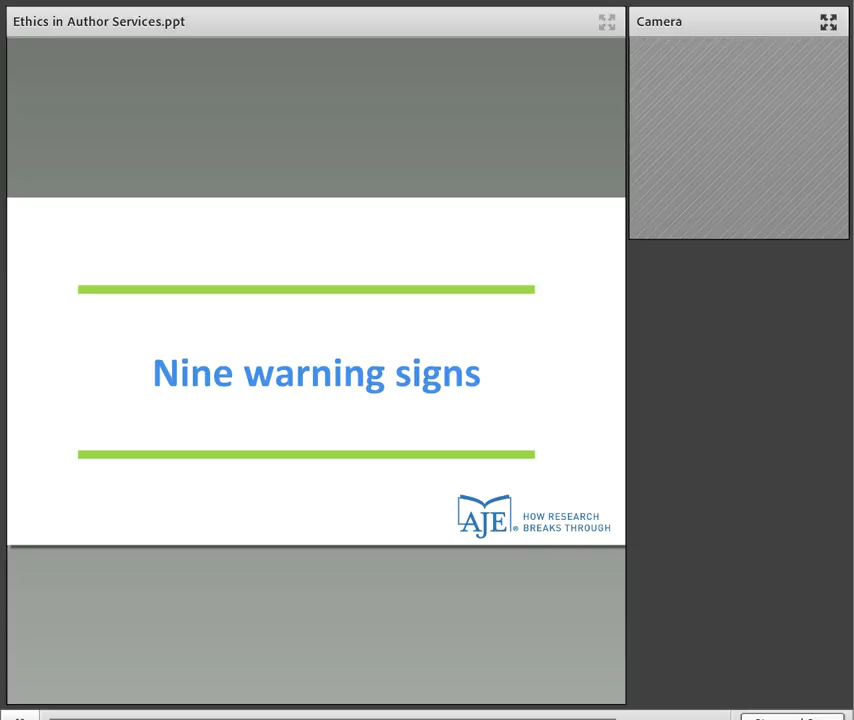 Ethics in Author Services.ppt
Camera
Nine warning signs
AJE®
HOW RESEARCH
BREAKS THROUGH